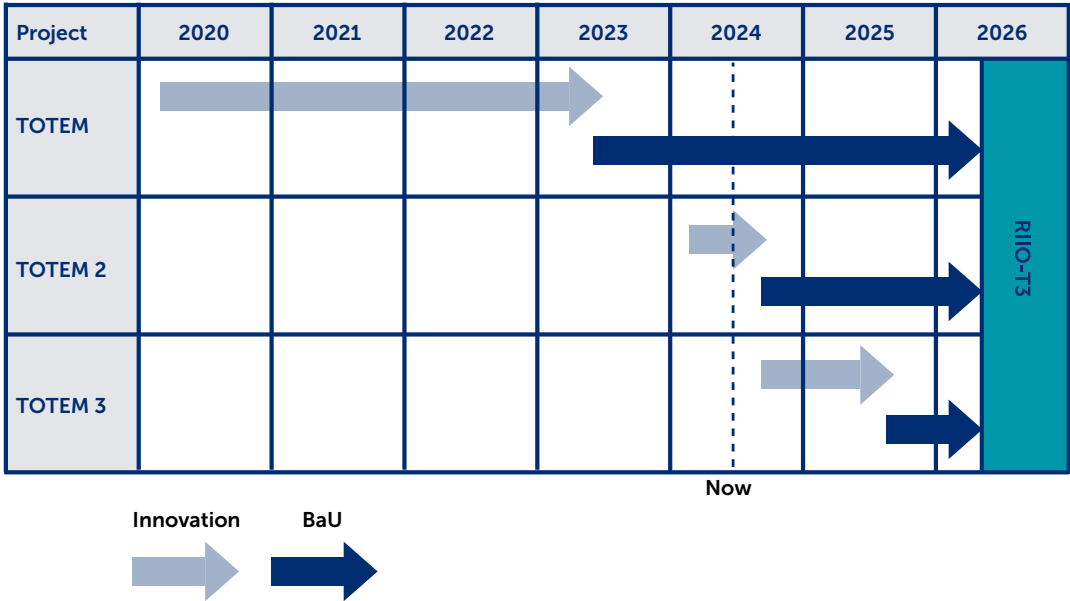 Project 2020 2021 2022 2023 2024 2025 2026
TOTEM
TOTEM 2
TOTEM 3
RIIO-T3
Now
Innovation BaU